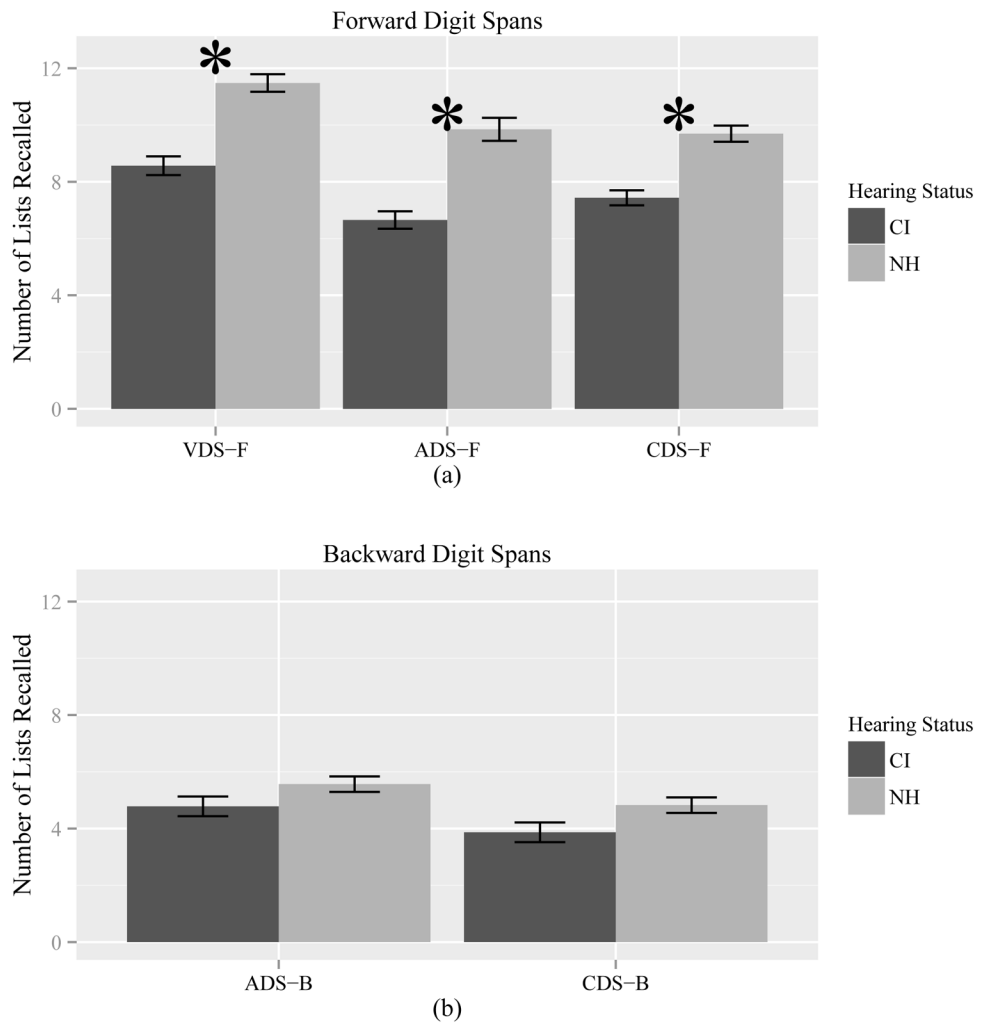 Forward Digit Spans
Number of Lists Recalled
12
8
4
0
VDS−F ADS−F CDS−F
(a)
*
*
*
Hearing Status
CI
NH
Backward Digit Spans
Number of Lists Recalled
12
8
4
0
ADS−B CDS−B
(b)
Hearing Status
CI
NH